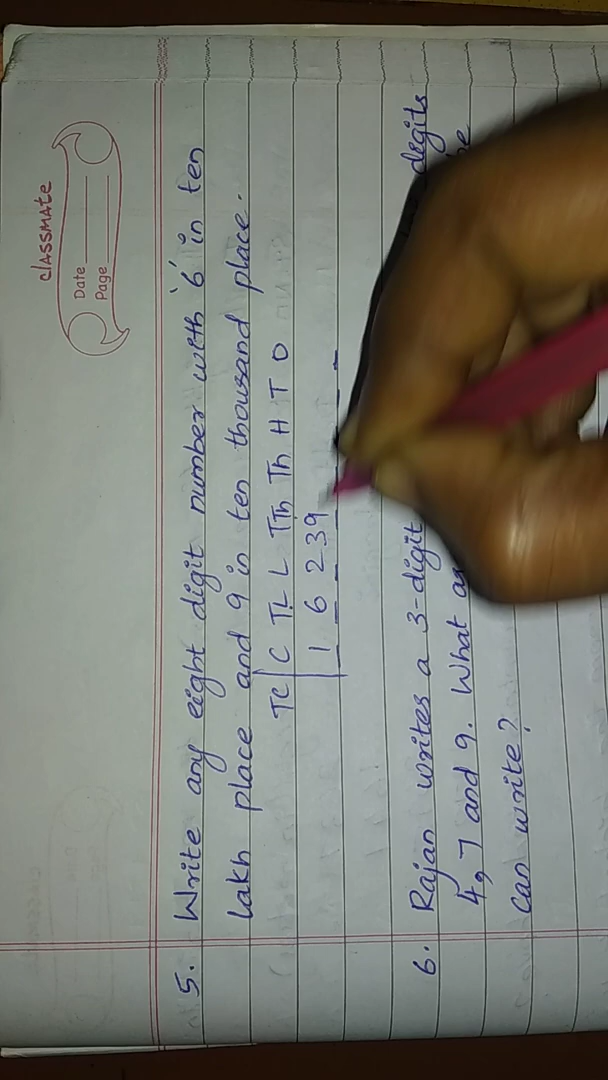 classmate
Date
Page
5. Write any eight digit number with '6' in ten
lakh place and 9 in ten thousand place.
TC C TL L TTh Th H T O
1 6 2 3 9
6. Rajan writes a 3-digit digits
4, 7 and 9. What
can write?